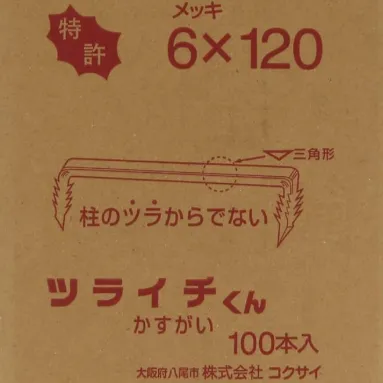 特許
メッキ
6×120
三角形
柱のツラからでない
ツライチくん
かすがい
100本入
大阪府八尾市 株式会社 コクサイ